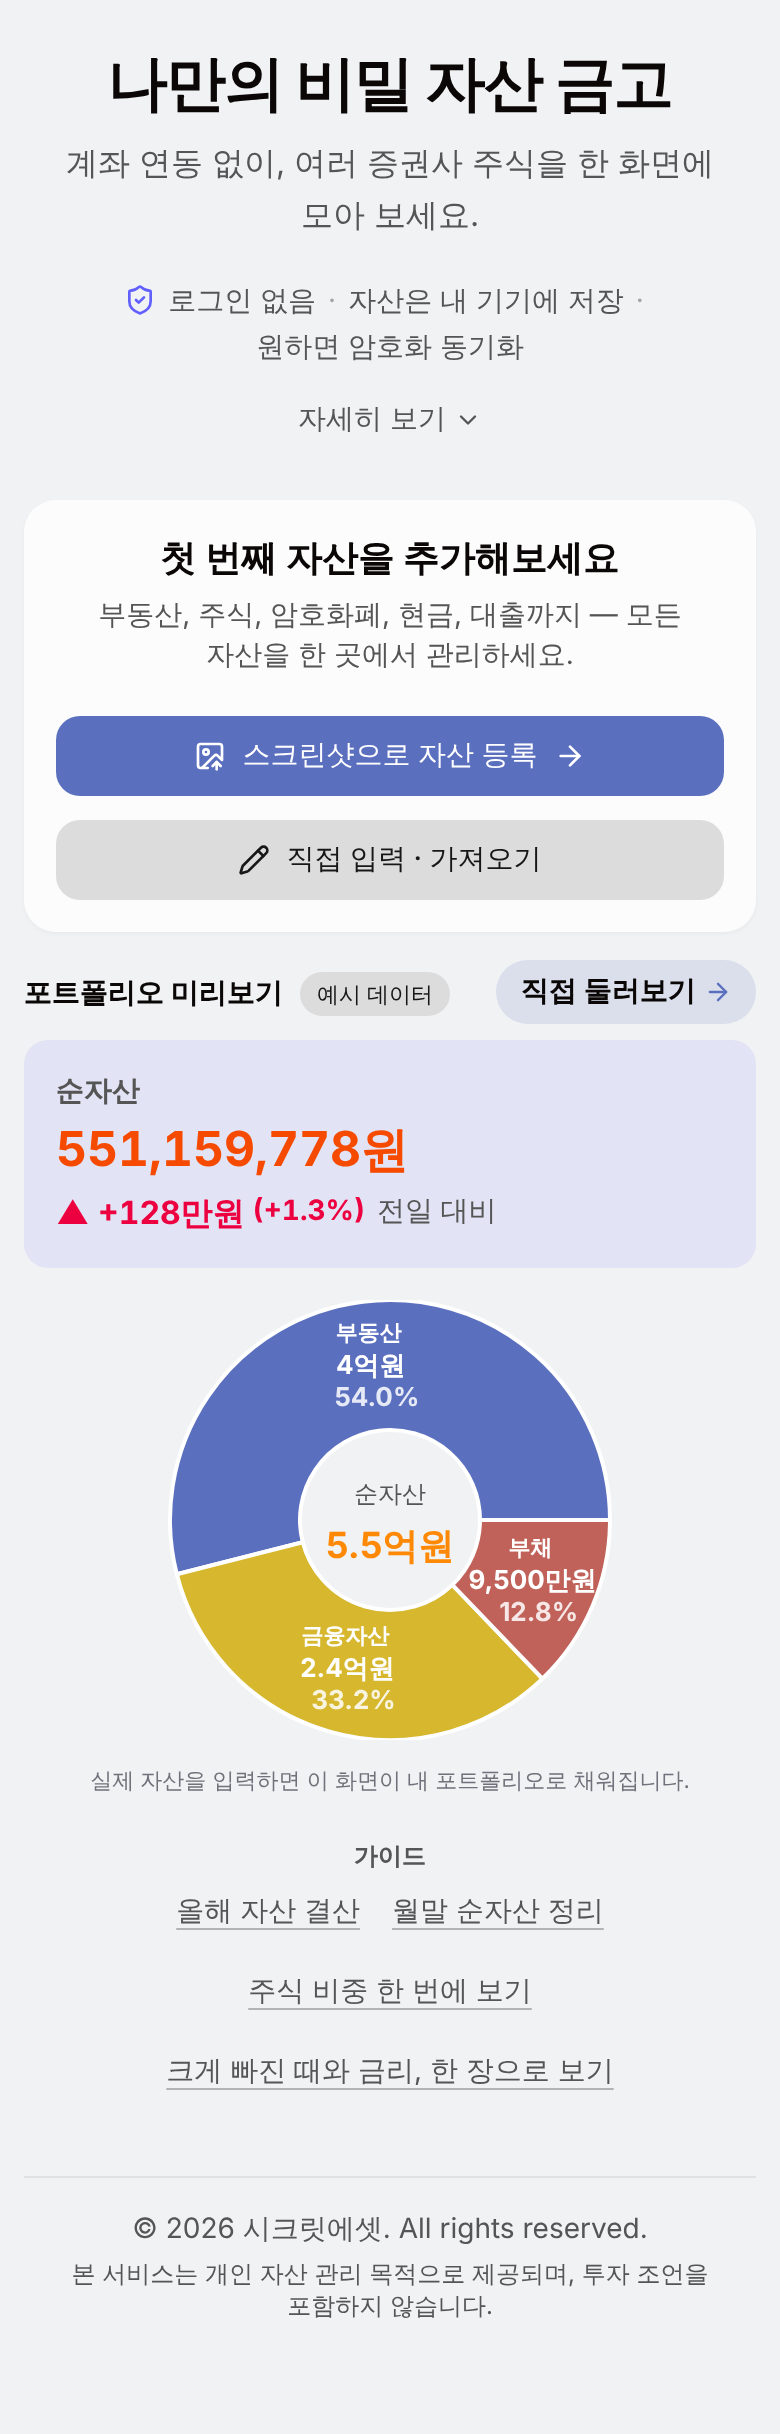 나만의 비밀 자산 금고
계좌 연동 없이, 여러 증권사 주식을 한 화면에
모아 보세요.
로그인 없음 · 자산은 내 기기에 저장 ·
원하면 암호화 동기화
자세히 보기
첫 번째 자산을 추가해보세요
부동산, 주식, 암호화폐, 현금, 대출까지 — 모든
자산을 한 곳에서 관리하세요.
스크린샷으로 자산 등록 →
직접 입력 · 가져오기
포트폴리오 미리보기 예시 데이터 직접 둘러보기 →
순자산
551,159,778원
▲ +128만원 (+1.3%) 전일 대비
부동산
4억원
54.0%
순자산
5.5억원
부채
9,500만원
12.8%
금융자산
2.4억원
33.2%
실제 자산을 입력하면 이 화면이 내 포트폴리오로 채워집니다.
가이드
올해 자산 결산 월말 순자산 정리
주식 비중 한 번에 보기
크게 빠진 때와 금리, 한 장으로 보기
© 2026 시크릿에셋. All rights reserved.
본 서비스는 개인 자산 관리 목적으로 제공되며, 투자 조언을
포함하지 않습니다.